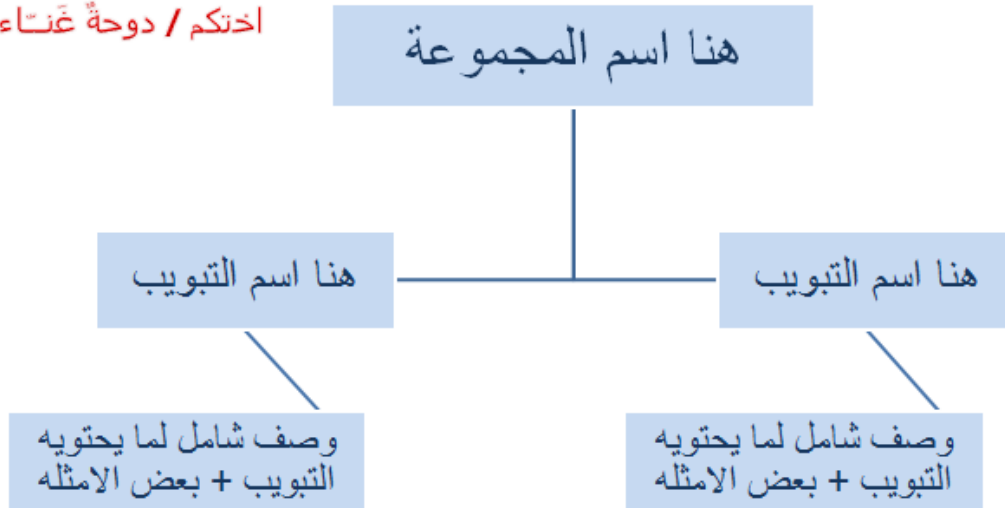 اختكم / دوحةٌ غَنـّاء
هنا اسم المجموعة
هنا اسم التبويب
هنا اسم التبويب
وصف شامل لما يحتويه
التبويب + بعض الامثله
وصف شامل لما يحتويه
التبويب + بعض الامثله